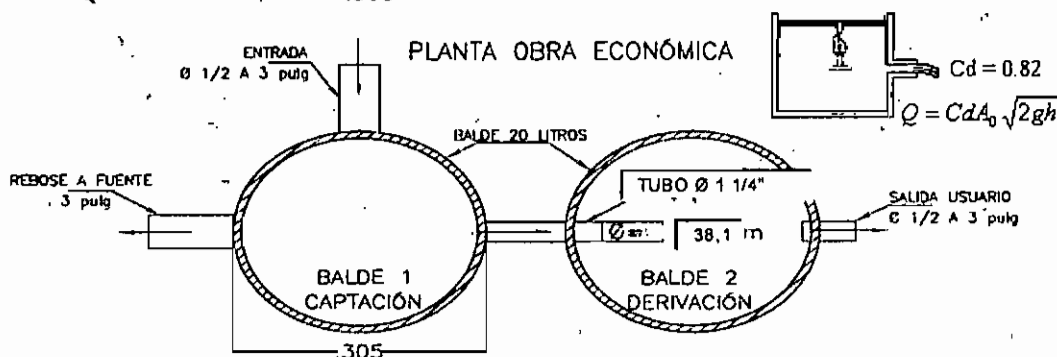 ENTRADA
Ø 1/2 A 3 pulg
PLANTA OBRA ECONÓMICA
Cd = 0.82
Q = CdA₀ √2gh
BALDE 20 LITROS
REBOSE A FUENTE
3 pulg
TUBO Ø 1 1/4"
SALIDA USUARIO
Ø 1/2 A 3 pulg
38,1 m
BALDE 1
CAPTACIÓN
BALDE 2
DERIVACIÓN
.305